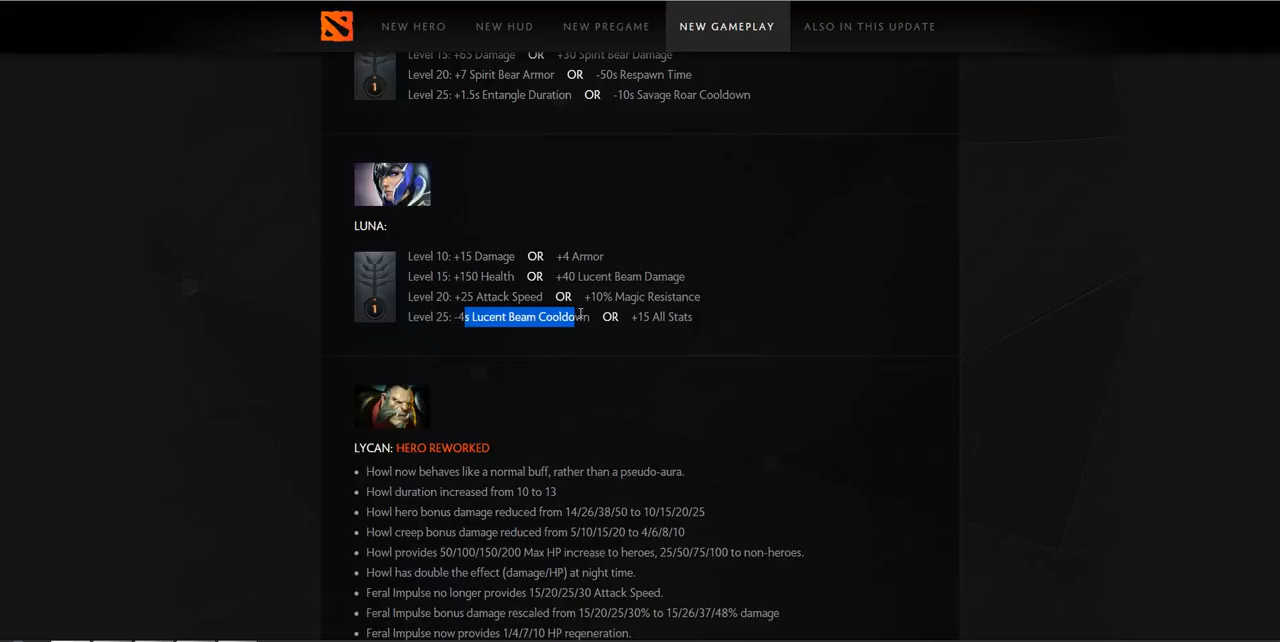 NEW HERO NEW HUD NEW PREGAME NEW GAMEPLAY ALSO IN THIS UPDATE
Level 15: +65 Damage OR +30 Spirit Bear Damage
Level 20: +7 Spirit Bear Armor OR -50s Respawn Time
1
Level 25: +1.5s Entangle Duration OR -10s Savage Roar Cooldown
LUNA:
Level 10: +15 Damage OR +4 Armor
Level 15: +150 Health OR +40 Lucent Beam Damage
Level 20: +25 Attack Speed OR +10% Magic Resistance
1
Level 25: -4s Lucent Beam Cooldown OR +15 All Stats
LYCAN: HERO REWORKED
• Howl now behaves like a normal buff, rather than a pseudo-aura.
• Howl duration increased from 10 to 13
• Howl hero bonus damage reduced from 14/26/38/50 to 10/15/20/25
• Howl creep bonus damage reduced from 5/10/15/20 to 4/6/8/10
• Howl provides 50/100/150/200 Max HP increase to heroes, 25/50/75/100 to non-heroes.
• Howl has double the effect (damage/HP) at night time.
• Feral Impulse no longer provides 15/20/25/30 Attack Speed.
• Feral Impulse bonus damage rescaled from 15/20/25/30% to 15/26/37/48% damage
• Feral Impulse now provides 1/4/7/10 HP regeneration.